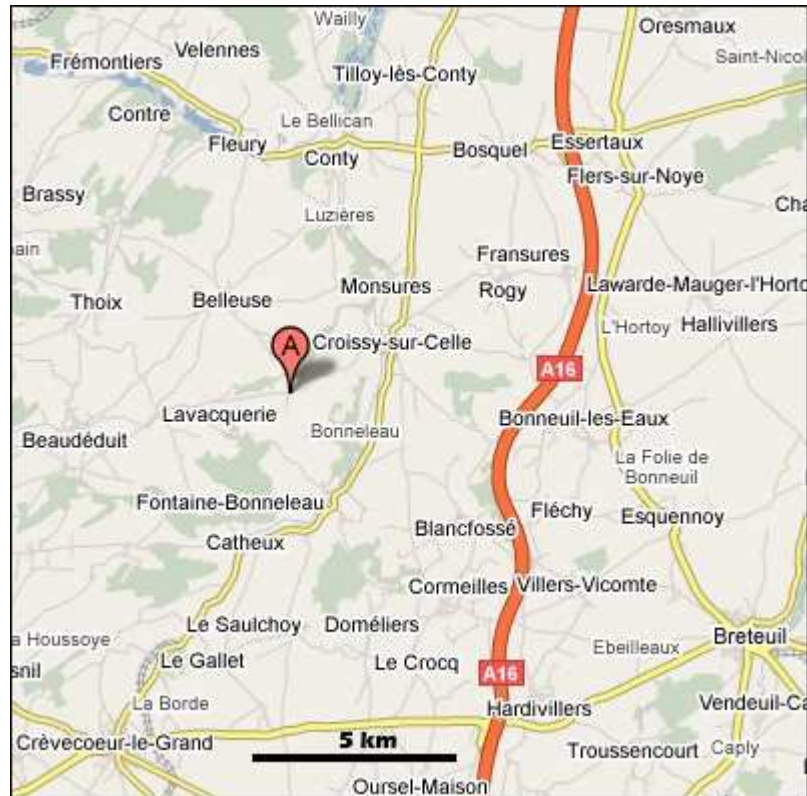 Wailly
Oresmaux
Velennes
Saint-Nicol
Frémontiers
Tilloy-lès-Conty
Contre
Le Bellican
Fleury
Conty
Bosquel
Essertaux
Flers-sur-Noye
Brassy
Cha
Luzières
ain
Fransures
Monsures
Rogy
Lawarde-Mauger-l'Horto
Thoix
Belleuse
L'Hortoy
Hallivillers
A
Croissy-sur-Celle
A16
Lavacquerie
Bonneuil-les-Eaux
Beaudéduit
Bonneleau
La Folie de
Bonneuil
Fontaine-Bonneleau
Fléchy
Esquennoy
Blancfossé
Catheux
Cormeilles
Villers-Vicomte
Le Saulchoy
Doméliers
a Houssoye
Ebeilleaux
Breteuil
snil
Le Gallet
Le Crocq
A16
La Borde
Hardivillers
Vendeuil-Ca
Crèvecoeur-le-Grand
5 km
Troussencourt
Caply
Oursel-Maison